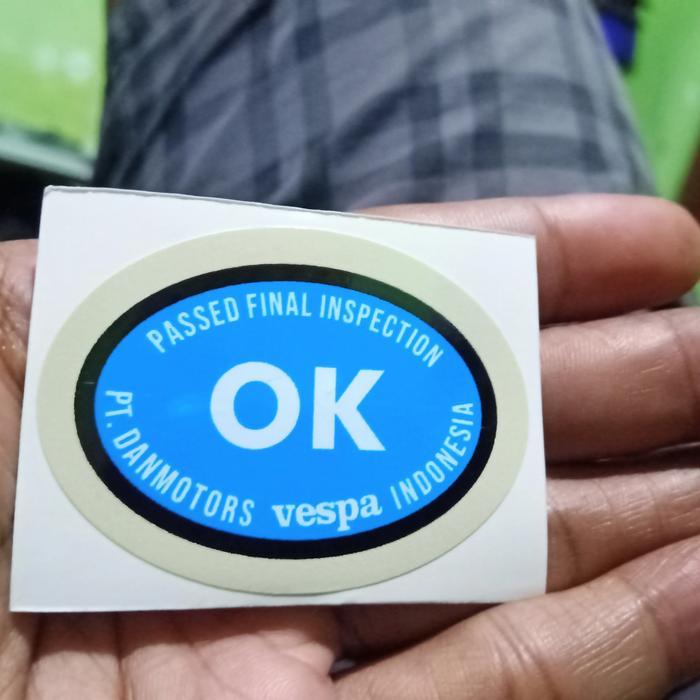 PASSED FINAL INSPECTION
OK
PT. DANMOTORS vespa INDONESIA